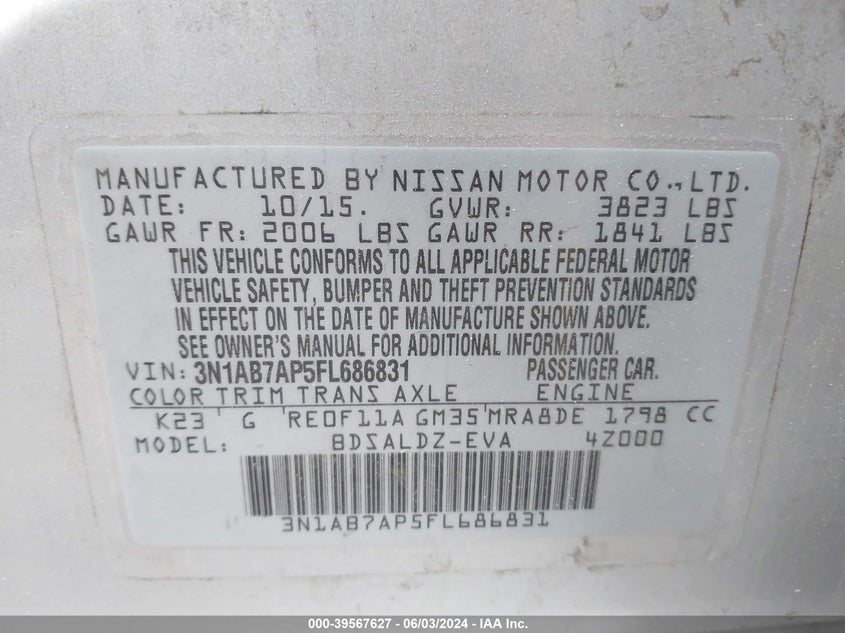 MANUFACTURED BY NISSAN MOTOR CO., LTD.
DATE: 10/15. GVWR: 3823 LBS
GAWR FR: 2006 LBS GAWR RR: 1841 LBS
THIS VEHICLE CONFORMS TO ALL APPLICABLE FEDERAL MOTOR
VEHICLE SAFETY, BUMPER AND THEFT PREVENTION STANDARDS
IN EFFECT ON THE DATE OF MANUFACTURE SHOWN ABOVE.
SEE OWNER'S MANUAL FOR ADDITIONAL INFORMATION.
VIN: 3N1AB7AP5FL686831 PASSENGER CAR.
COLOR TRIM TRANS AXLE ENGINE
K23 G RE0F11A GM35 MRA8DE 1798 CC
MODEL: BDSALDZ-EVA 4Z000
3N1AB7AP5FL686831
000-39567627 - 06/03/2024 - IAA Inc.